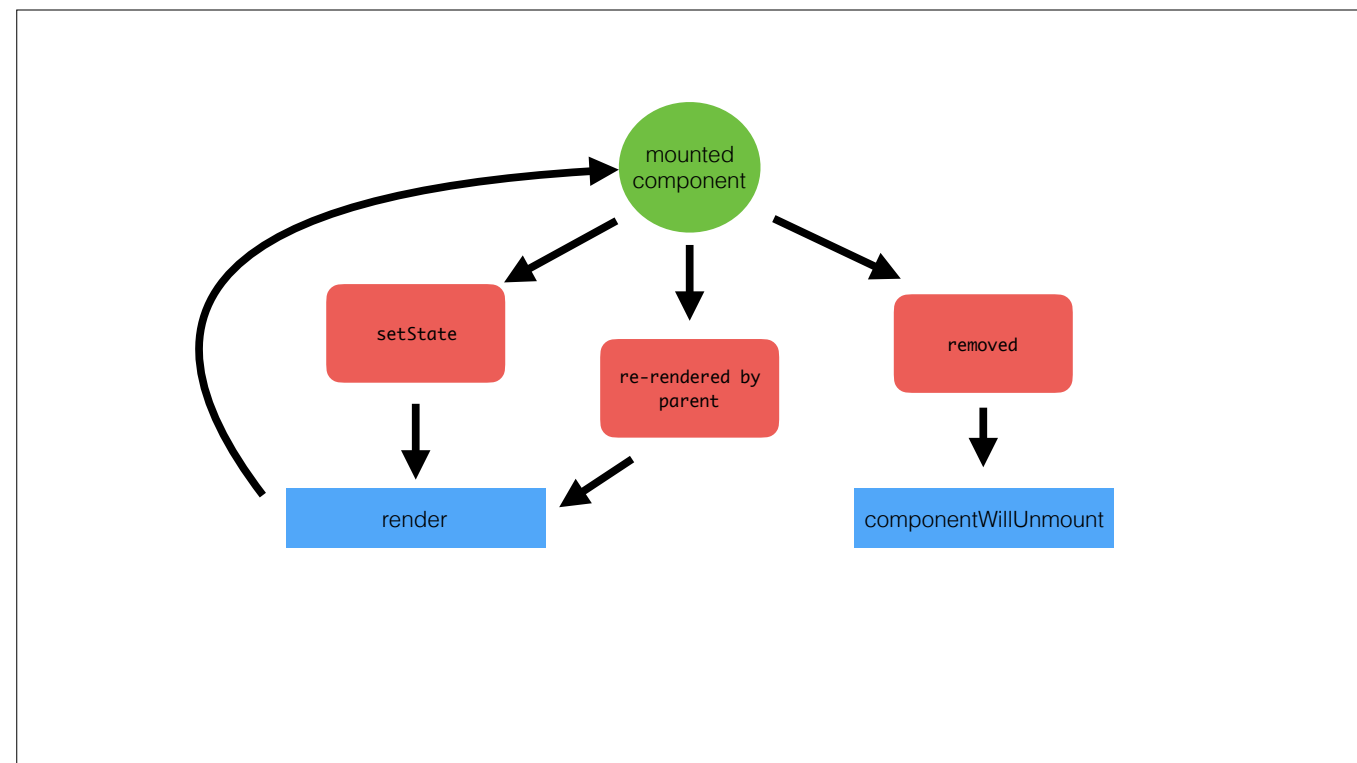 mounted
component
setState
re-rendered by
parent
removed
render
componentWillUnmount